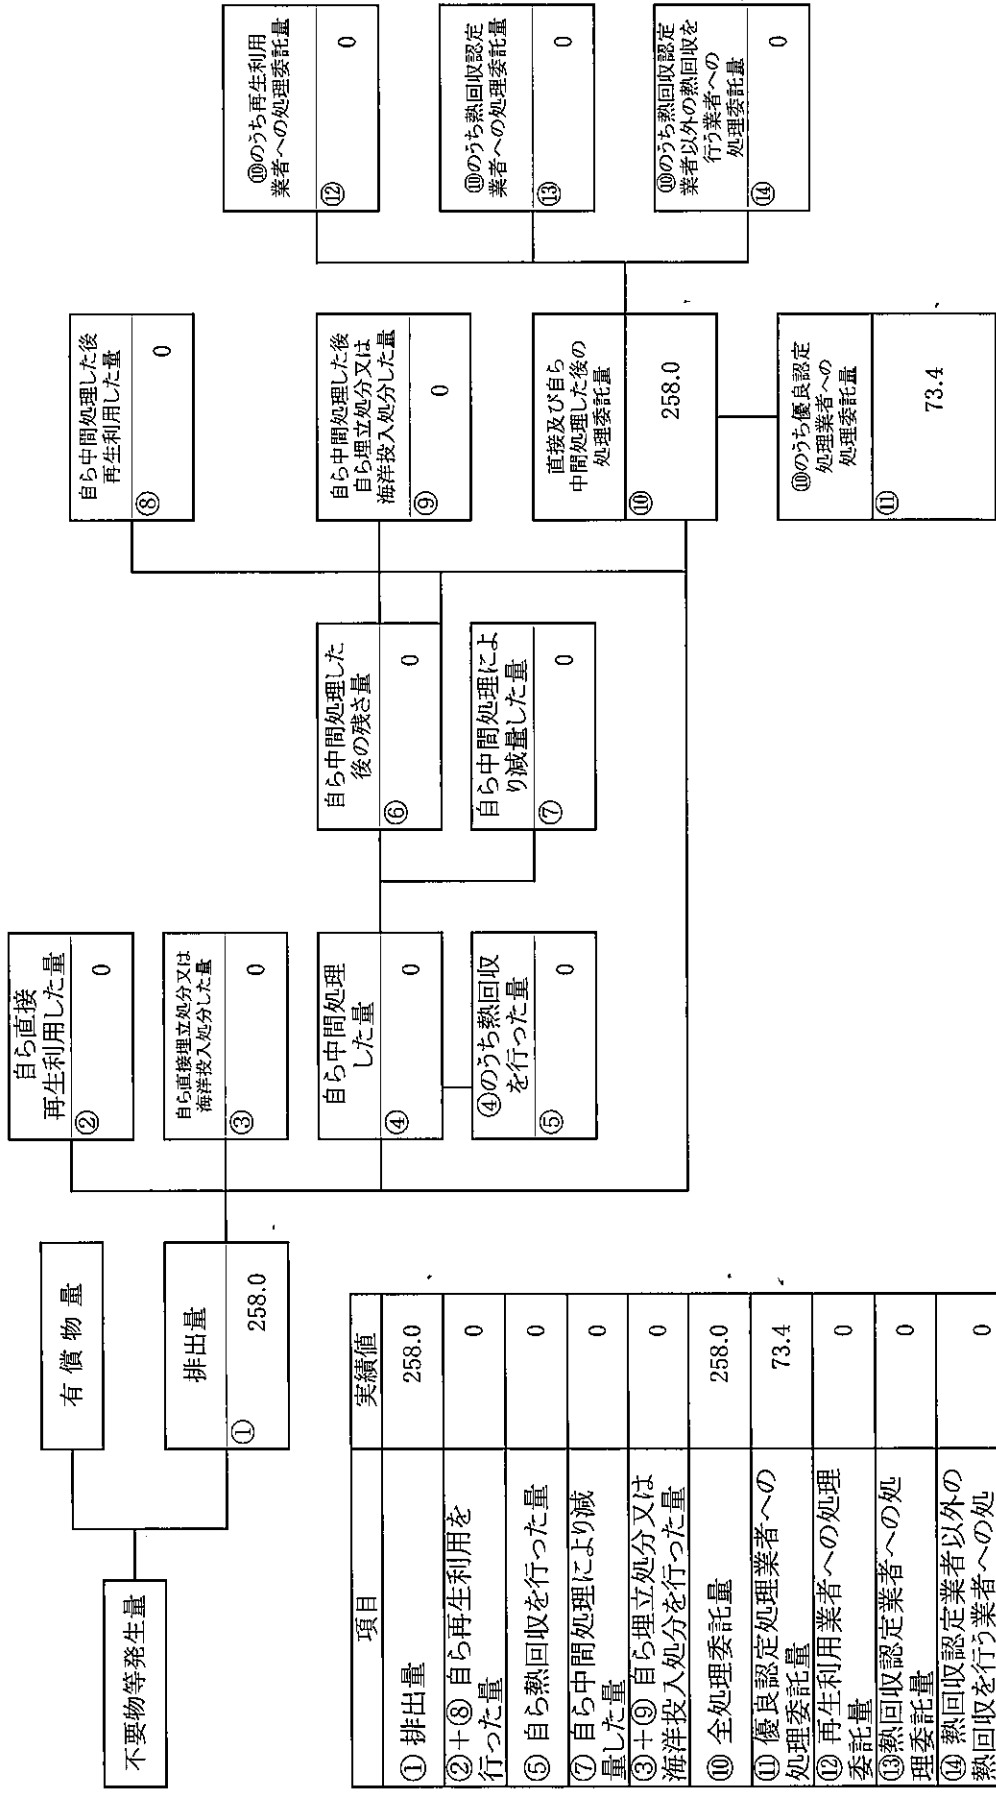 不要物等発生量
有償物量
排出量
①
258.0
自ら直接
再生利用した量
②
0
自ら直接埋立処分又は
海洋投入処分した量
③
0
自ら中間処理
した量
④
0
④のうち熱回収
を行った量
⑤
0
自ら中間処理した
後の残さ量
⑥
0
自ら中間処理によ
り減量した量
⑦
0
自ら中間処理した後
再生利用した量
⑧
0
自ら中間処理した後
自ら埋立処分又は
海洋投入処分した量
⑨
0
直接及び自ら
中間処理した後の
処理委託量
⑩
258.0
⑩のうち優良認定
処理業者への
処理委託量
⑪
73.4
⑩のうち再生利用
業者への処理委託量
⑫
0
⑩のうち熱回収認定
業者への処理委託量
⑬
0
⑩のうち熱回収認定
業者以外の熱回収を
行う業者への
処理委託量
⑭
0
項目 実績値
① 排出量 258.0
②+⑧ 自ら再生利用を
行った量 0
⑤ 自ら熱回収を行った量 0
⑦ 自ら中間処理により減
量した量 0
③+⑨ 自ら埋立処分又は
海洋投入処分を行った量 0
⑩ 全処理委託量 258.0
⑪ 優良認定処理業者への
処理委託量 73.4
⑫ 再生利用業者への処理
委託量 0
⑬熱回収認定業者への処
理委託量 0
⑭ 熱回収認定業者以外の
熱回収を行う業者への処 0